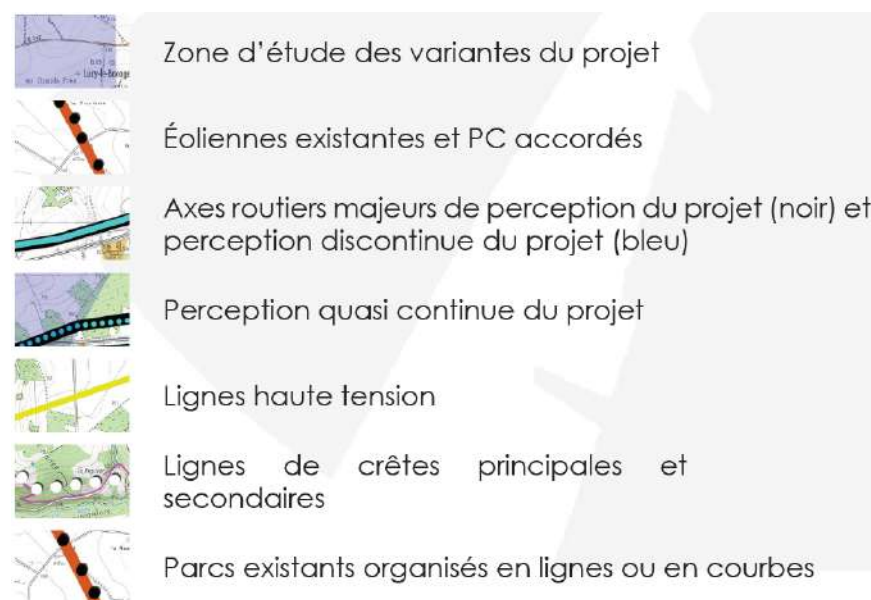 Zone d’étude des variantes du projet
Éoliennes existantes et PC accordés
Axes routiers majeurs de perception du projet (noir) et
perception discontinue du projet (bleu)
Perception quasi continue du projet
Lignes haute tension
Lignes de crêtes principales et
secondaires
Parcs existants organisés en lignes ou en courbes